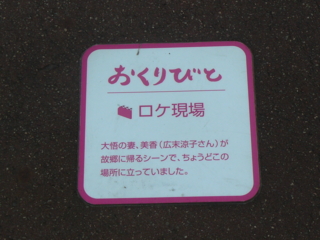 おくりびと
ロケ現場
大悟の妻、美香（広末涼子さん）が
故郷に帰るシーンで、ちょうどこの
場所に立っていました。